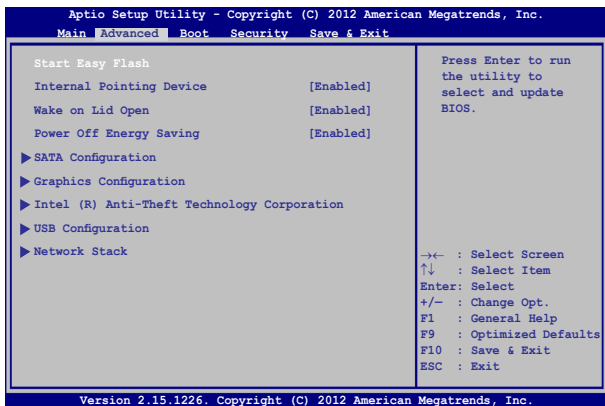 Aptio Setup Utility - Copyright (C) 2012 American Megatrends, Inc.
Main Advanced Boot Security Save & Exit
Start Easy Flash
Internal Pointing Device [Enabled]
Wake on Lid Open [Enabled]
Power Off Energy Saving [Enabled]
SATA Configuration
Graphics Configuration
Intel (R) Anti-Theft Technology Corporation
USB Configuration
Network Stack
Press Enter to run
the utility to
select and update
BIOS.
→← : Select Screen
↑↓ : Select Item
Enter: Select
+/— : Change Opt.
F1 : General Help
F9 : Optimized Defaults
F10 : Save & Exit
ESC : Exit
Version 2.15.1226. Copyright (C) 2012 American Megatrends, Inc.